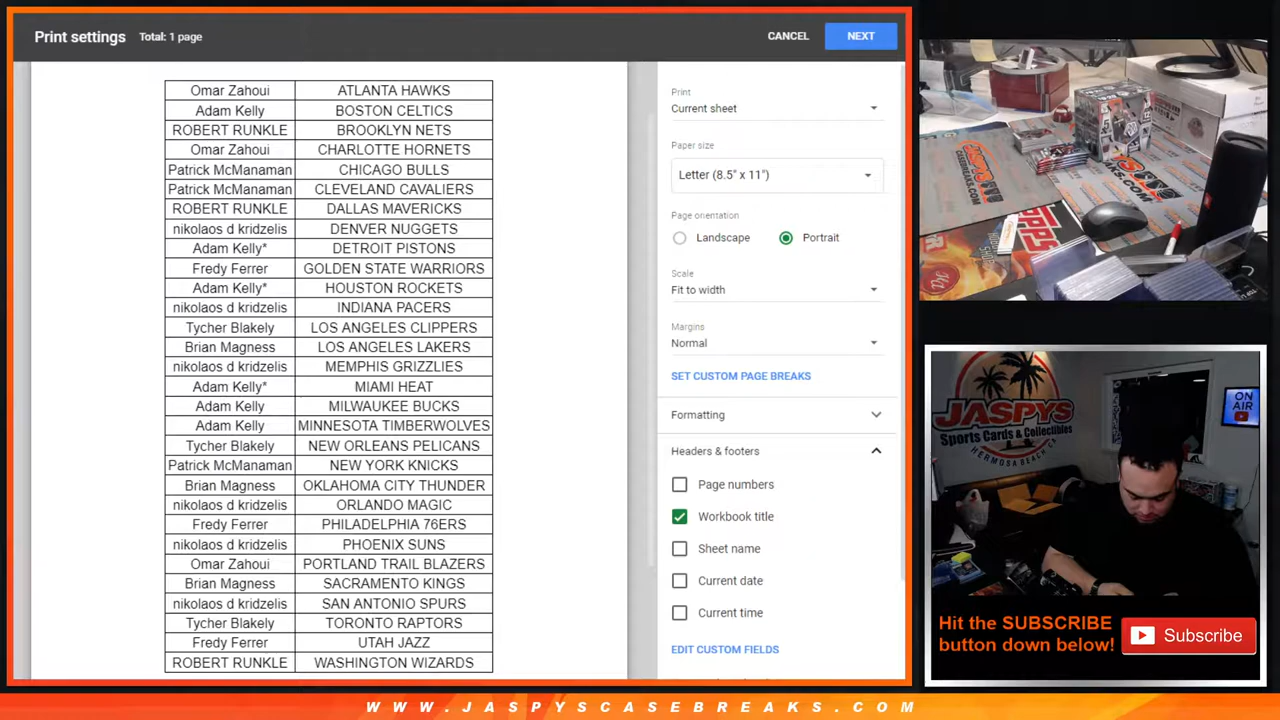 Print settings Total: 1 page CANCEL NEXT
Omar Zahoui ATLANTA HAWKS
Adam Kelly BOSTON CELTICS
ROBERT RUNKLE BROOKLYN NETS
Omar Zahoui CHARLOTTE HORNETS
Patrick McManaman CHICAGO BULLS
Patrick McManaman CLEVELAND CAVALIERS
ROBERT RUNKLE DALLAS MAVERICKS
nikolaos d kridzelis DENVER NUGGETS
Adam Kelly* DETROIT PISTONS
Fredy Ferrer GOLDEN STATE WARRIORS
Adam Kelly* HOUSTON ROCKETS
nikolaos d kridzelis INDIANA PACERS
Tycher Blakely LOS ANGELES CLIPPERS
Brian Magness LOS ANGELES LAKERS
nikolaos d kridzelis MEMPHIS GRIZZLIES
Adam Kelly* MIAMI HEAT
Adam Kelly MILWAUKEE BUCKS
Adam Kelly MINNESOTA TIMBERWOLVES
Tycher Blakely NEW ORLEANS PELICANS
Patrick McManaman NEW YORK KNICKS
Brian Magness OKLAHOMA CITY THUNDER
nikolaos d kridzelis ORLANDO MAGIC
Fredy Ferrer PHILADELPHIA 76ERS
nikolaos d kridzelis PHOENIX SUNS
Omar Zahoui PORTLAND TRAIL BLAZERS
Brian Magness SACRAMENTO KINGS
nikolaos d kridzelis SAN ANTONIO SPURS
Tycher Blakely TORONTO RAPTORS
Fredy Ferrer UTAH JAZZ
ROBERT RUNKLE WASHINGTON WIZARDS
Print
Current sheet
Paper size
Letter (8.5" x 11")
Page orientation
Landscape Portrait
Scale
Fit to width
Margins
Normal
SET CUSTOM PAGE BREAKS
Formatting
Headers & footers
Page numbers
Workbook title
Sheet name
Current date
Current time
EDIT CUSTOM FIELDS
JASPYS
Sports Cards & Collectibles
HERMOSA BEACH CA
ON AIR
Hit the SUBSCRIBE
button down below!
Subscribe
WWW.JASPYSCASEBREAKS.COM